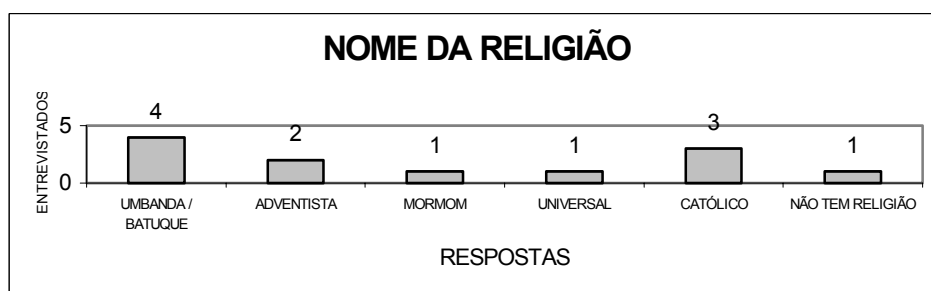 NOME DA RELIGIÃO
ENTREVISTADOS
5
0
4
2
1
1
3
1
UMBANDA /
BATUQUE
ADVENTISTA
MORMOM
UNIVERSAL
CATÓLICO
NÃO TEM RELIGIÃO
RESPOSTAS